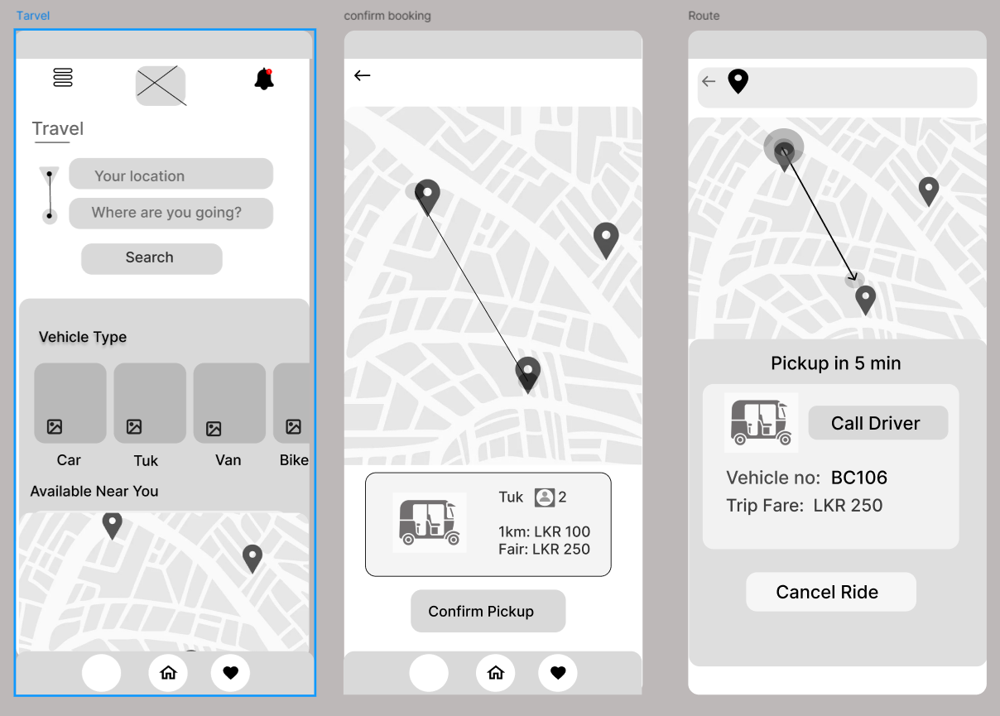 Tarvel
Travel
Your location
Where are you going?
Search
Vehicle Type
Car
Tuk
Van
Bike
Available Near You
confirm booking
Tuk 2
1km: LKR 100
Fair: LKR 250
Confirm Pickup
Route
Pickup in 5 min
Call Driver
Vehicle no: BC106
Trip Fare: LKR 250
Cancel Ride